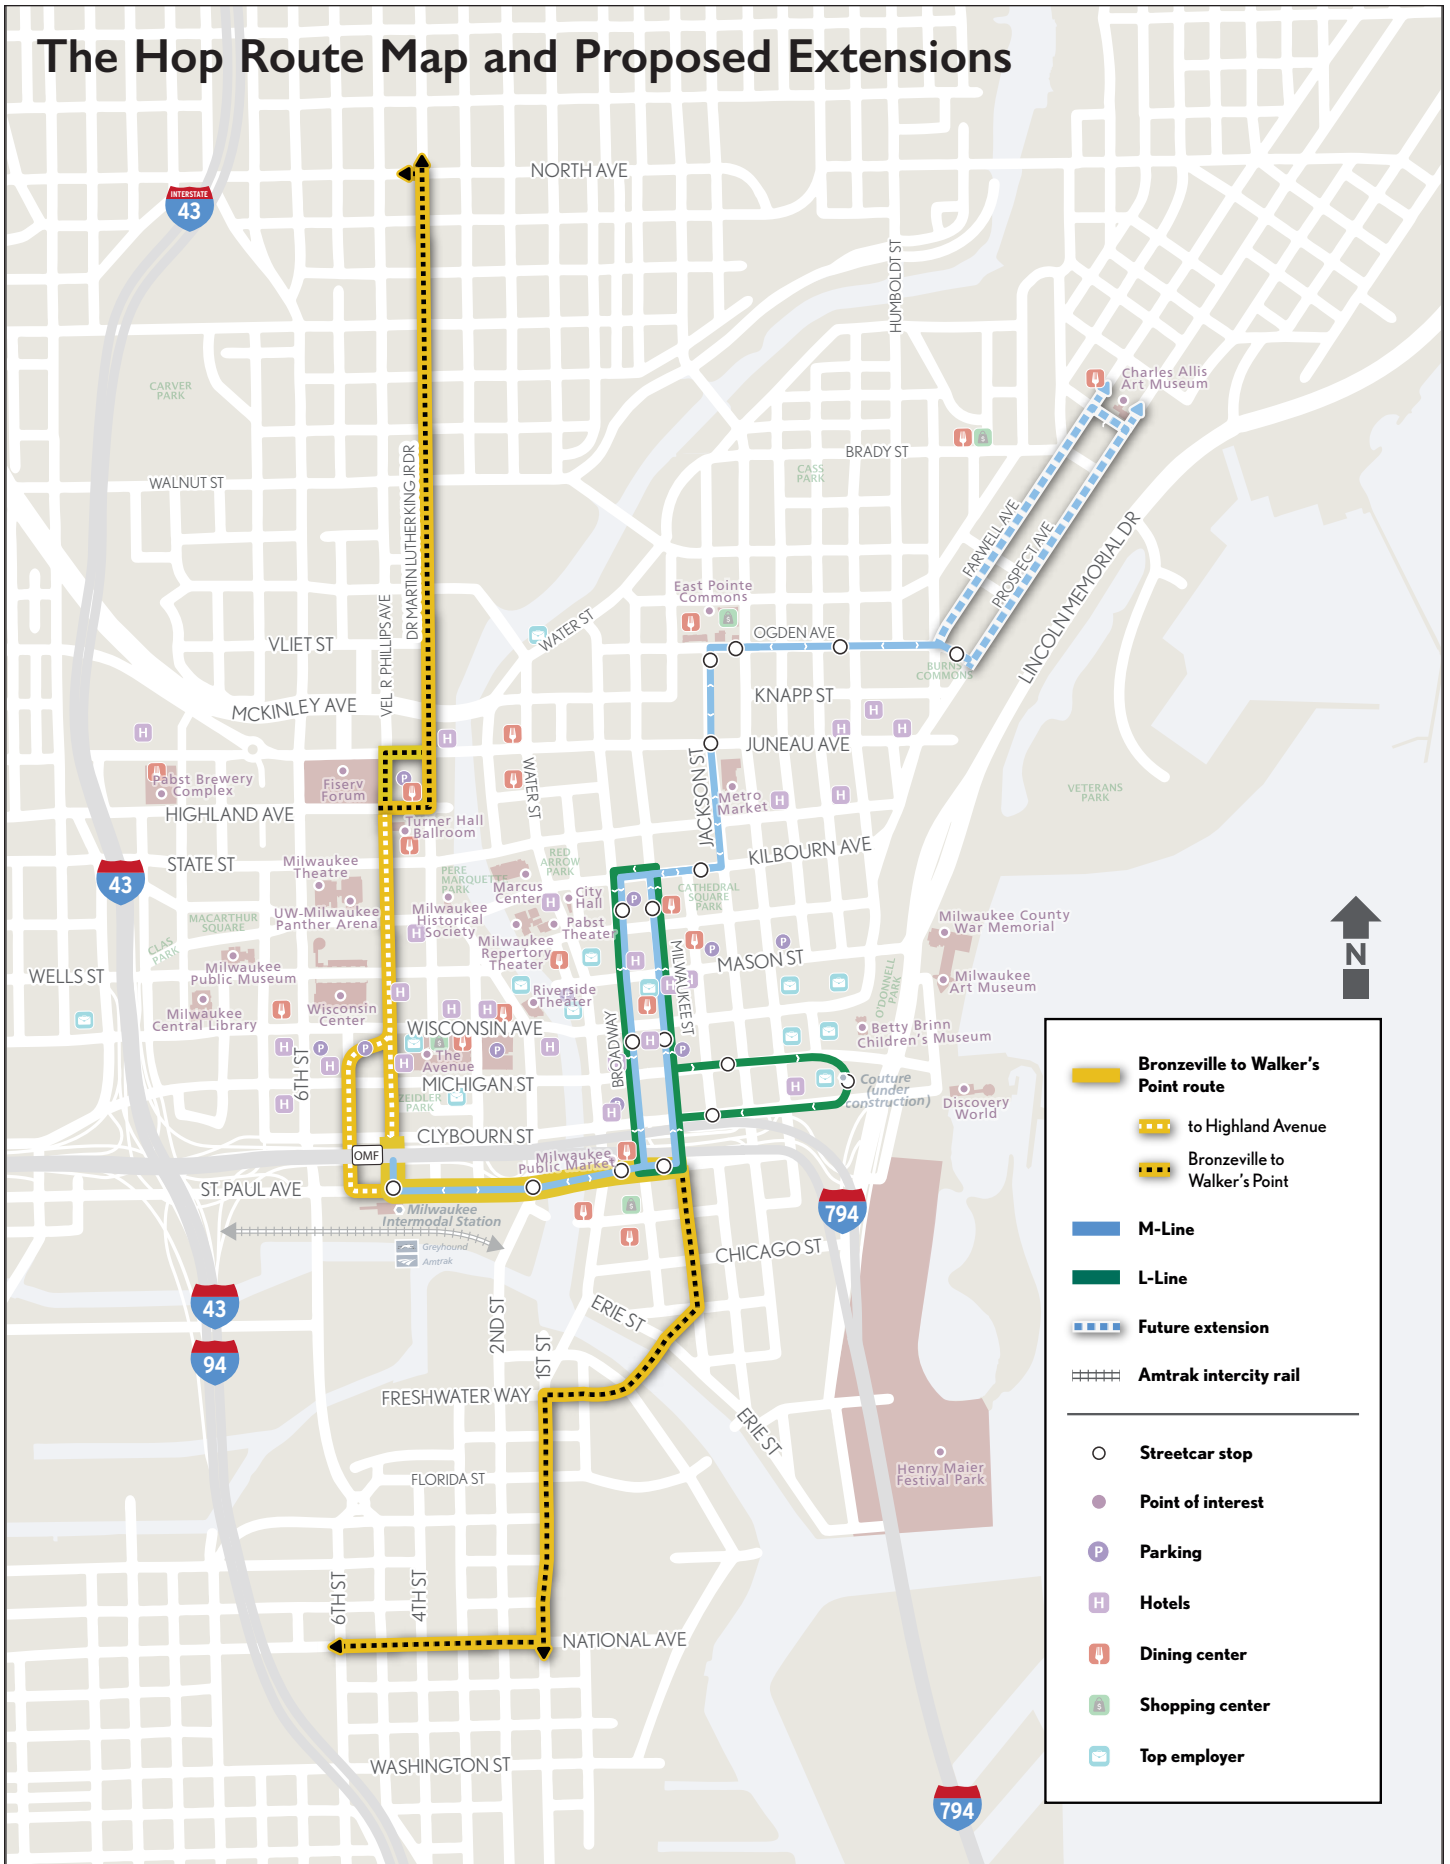 The Hop Route Map and Proposed Extensions
NORTH AVE
INTERSTATE
43
HUMBOLDT ST
Charles Allis
Art Museum
CARVER
PARK
BRADY ST
CASS
PARK
WALNUT ST
DR MARTIN LUTHER KING JR DR
FARWELL AVE
PROSPECT AVE
LINCOLN MEMORIAL DR
East Pointe
Commons
VEL R PHILLIPS AVE
WATER ST
OGDEN AVE
VLIET ST
BURNS
COMMONS
KNAPP ST
MCKINLEY AVE
H
H
H
H
H
JUNEAU AVE
JACKSON ST
WATER ST
Pabst Brewery
Complex
Fiserv
Forum
P
Metro
Market
H
H
VETERANS
PARK
HIGHLAND AVE
Turner Hall
Ballroom
KILBOURN AVE
STATE ST
43
Milwaukee
Theatre
PERE
MARQUETTE
PARK
RED
ARROW
PARK
Marcus
Center
H
City
Hall
P
CATHEDRAL
SQUARE
PARK
MACARTHUR
SQUARE
UW-Milwaukee
Panther Arena
Milwaukee
Historical
Society
H
Pabst
Theater
Milwaukee County
War Memorial
N
CLAS
PARK
Milwaukee
Repertory
Theater
MILWAUKEE ST
P
P
MASON ST
H
WELLS ST
Milwaukee
Public Museum
O'DONNELL
PARK
Milwaukee
Art Museum
H
H
Riverside
Theater
Wisconsin
Center
H
H
H
Milwaukee
Central Library
WISCONSIN AVE
BROADWAY
Betty Brinn
Children's Museum
H
P
P
H
6TH ST
H
The
Avenue
P
H
H
P
MICHIGAN ST
H
ZEIDLER
PARK
H
P
H
Couture
(under
construction)
Discovery
World
CLYBOURN ST
OMF
Milwaukee
Public Market
ST. PAUL AVE
Milwaukee
Intermodal Station
794
Greyhound
Amtrak
CHICAGO ST
43
94
2ND ST
1ST ST
ERIE ST
FRESHWATER WAY
ERIE ST
FLORIDA ST
Henry Maier
Festival Park
6TH ST
4TH ST
NATIONAL AVE
WASHINGTON ST
794
Bronzeville to Walker's
Point route
to Highland Avenue
Bronzeville to
Walker's Point
M-Line
L-Line
Future extension
Amtrak intercity rail
Streetcar stop
Point of interest
P
Parking
H
Hotels
Dining center
Shopping center
Top employer